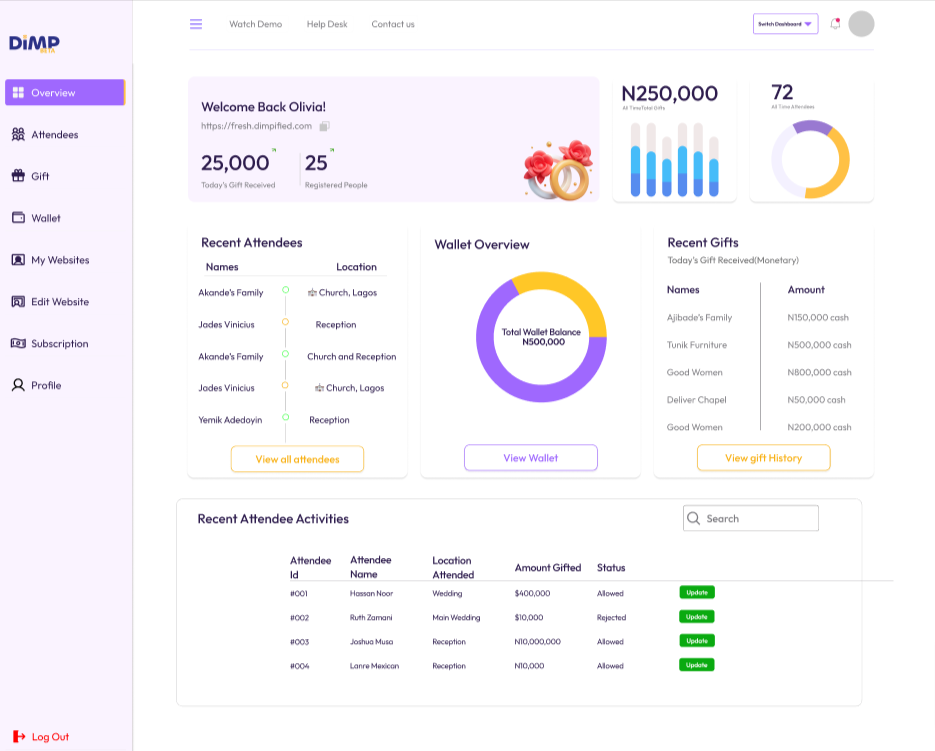 DiMP
BETA
Overview
Attendees
Gift
Wallet
My Websites
Edit Website
Subscription
Profile
Log Out
Watch Demo Help Desk Contact us
Switch Dashboard
Welcome Back Olivia!
https://fresh.dimpified.com
25,000 25
Today's Gift Received Registered People
N250,000
All Time Total Gifts
72
All Time Attendees
Recent Attendees
Names Location
Akande's Family Church, Lagos
Jades Vinicius Reception
Akande's Family Church and Reception
Jades Vinicius Church, Lagos
Yemik Adedoyin Reception
View all attendees
Wallet Overview
Total Wallet Balance
N500,000
View Wallet
Recent Gifts
Today's Gift Received(Monetary)
Names Amount
Ajibade's Family N150,000 cash
Tunik Furniture N500,000 cash
Good Women N800,000 cash
Deliver Chapel N50,000 cash
Good Women N200,000 cash
View gift History
Recent Attendee Activities
Search
Attendee Id Attendee Name Location Attended Amount Gifted Status
#001 Hassan Noor Wedding $400,000 Allowed Update
#002 Ruth Zamani Main Wedding $10,000 Rejected Update
#003 Joshua Musa Reception N10,000,000 Allowed Update
#004 Lanre Mexican Reception N10,000 Allowed Update